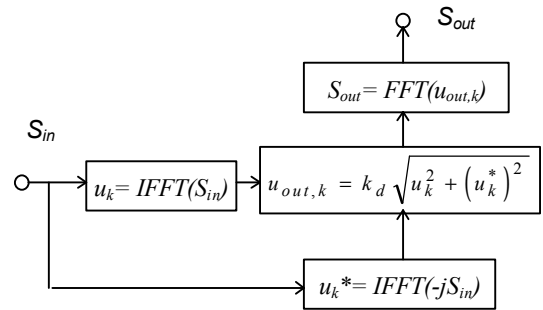 S_out
S_out = FFT(u_out,k)
S_in
u_k = IFFT(S_in)
u_out,k = k_d √(u_k^2 + (u_k^*)^2)
u_k* = IFFT(-jS_in)